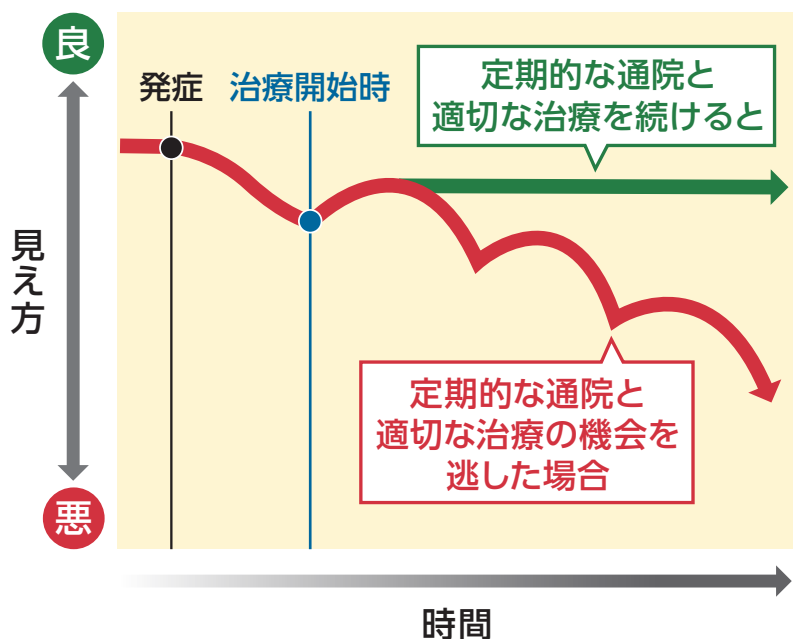 良
発症
治療開始時
定期的な通院と
適切な治療を続けると
見え方
定期的な通院と
適切な治療の機会を
逃した場合
悪
時間